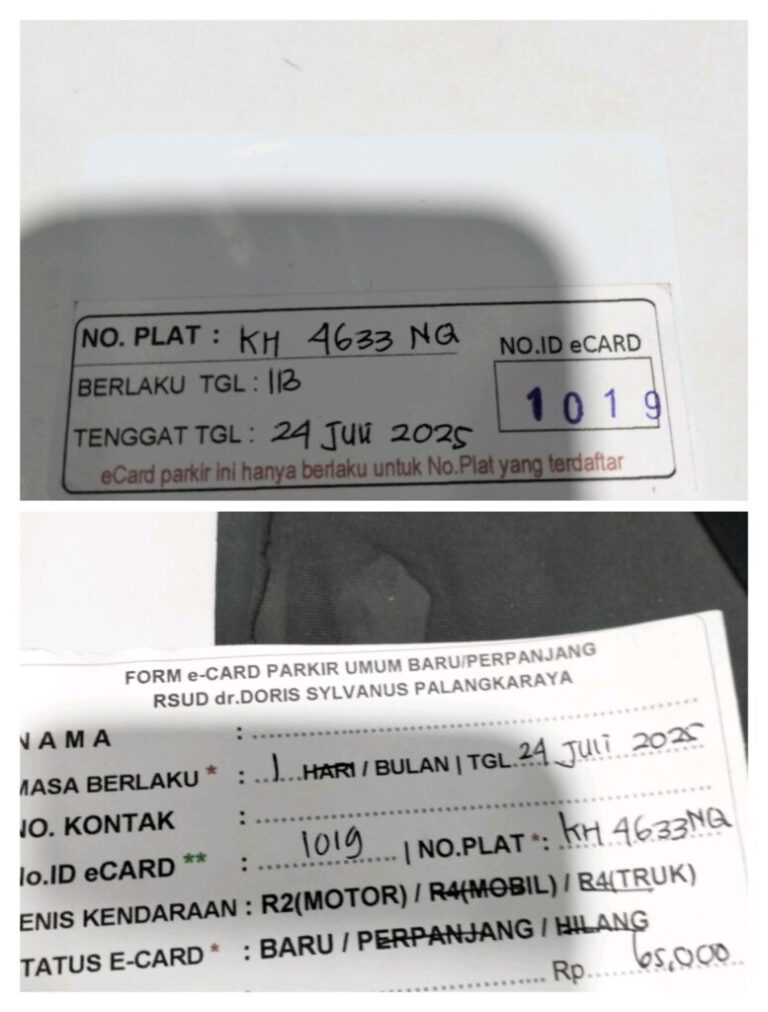 NO. PLAT : KH 4633 NQ
NO.ID eCARD
BERLAKU TGL :
1019
TENGGAT TGL : 24 JULI 2025
eCard parkir ini hanya berlaku untuk No.Plat yang terdaftar
FORM e-CARD PARKIR UMUM BARU/PERPANJANG
RSUD dr.DORIS SYLVANUS PALANGKARAYA
NAMA :
MASA BERLAKU * : 1 HARI / BULAN | TGL. 24 JULI 2025
NO. KONTAK :
No.ID eCARD ** : 1019 | NO.PLAT *: KH 4633 NQ
JENIS KENDARAAN : R2(MOTOR) / R4(MOBIL) / R4(TRUK)
STATUS E-CARD * : BARU / PERPANJANG / HILANG
: Rp. 65,000